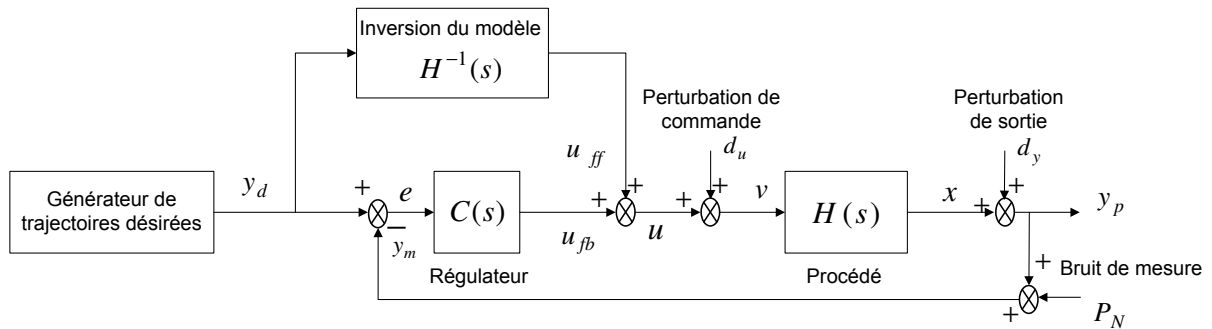 Inversion du modèle
H⁻¹(s)
Perturbation de
commande
d_u
Perturbation
de sortie
d_y
u_ff
Générateur de
trajectoires désirées
y_d
+
e
−
y_m
C(s)
Régulateur
+
+
u_fb
u
+
+
v
H(s)
Procédé
x
+
+
y_p
+
Bruit de mesure
+
P_N